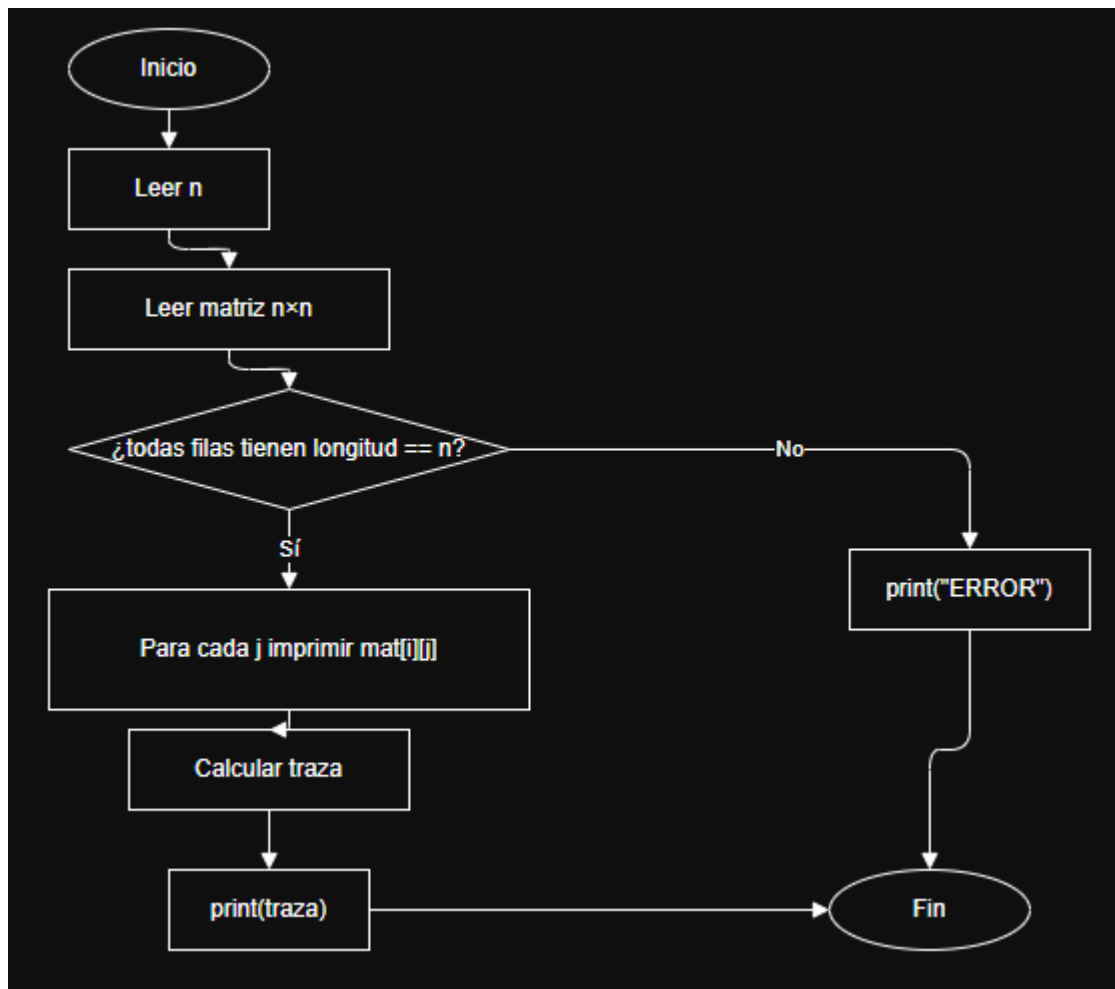 Inicio
Leer n
Leer matriz n×n
¿todas filas tienen longitud == n?
No
Sí
print("ERROR")
Para cada j imprimir mat[i][j]
Calcular traza
print(traza)
Fin